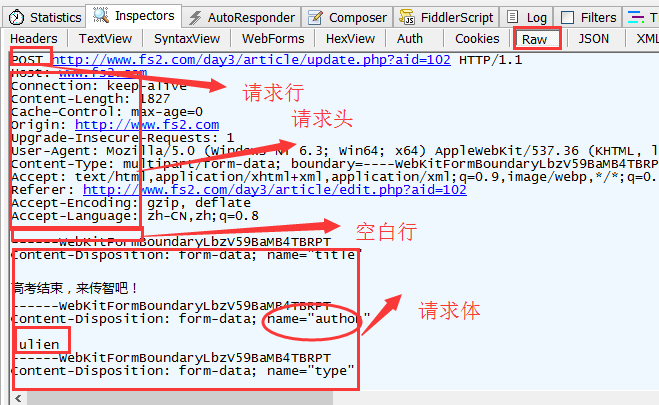 Statistics Inspectors AutoResponder Composer FiddlerScript Log Filters T
Headers TextView SyntaxView WebForms HexView Auth Cookies Raw JSON XML
POST http://www.fs2.com/day3/article/update.php?aid=102 HTTP/1.1
Host: www.fs2.com
Connection: keep-alive
请求行
Content-Length: 1827
Cache-Control: max-age=0
请求头
Origin: http://www.fs2.com
Upgrade-Insecure-Requests: 1
User-Agent: Mozilla/5.0 (Windows NT 6.3; Win64; x64) AppleWebKit/537.36 (KHTML, l
Content-Type: multipart/form-data; boundary=----WebKitFormBoundaryLbzV59BaMB4TBRPT
Accept: text/html,application/xhtml+xml,application/xml;q=0.9,image/webp,*/*;q=0.
Referer: http://www.fs2.com/day3/article/edit.php?aid=102
Accept-Encoding: gzip, deflate
Accept-Language: zh-CN,zh;q=0.8
空白行
------WebKitFormBoundaryLbzV59BaMB4TBRPT
Content-Disposition: form-data; name="title"
高考结束，来传智吧！
------WebKitFormBoundaryLbzV59BaMB4TBRPT
请求体
Content-Disposition: form-data; name="author"
julien
------WebKitFormBoundaryLbzV59BaMB4TBRPT
Content-Disposition: form-data; name="type"